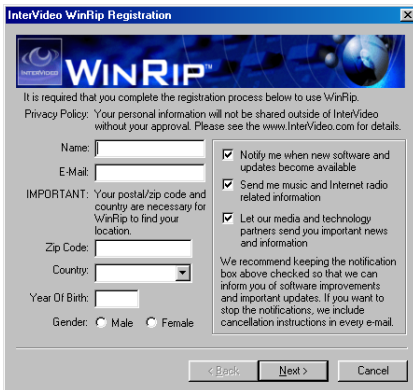 InterVideo WinRip Registration
INTERVIDEO
WINRIP™
It is required that you complete the registration process below to use WinRip.
Privacy Policy: Your personal information will not be shared outside of InterVideo
without your approval. Please see the www.InterVideo.com for details.
Name:
E-Mail:
IMPORTANT: Your postal/zip code and
country are necessary for
WinRip to find your
location.
Zip Code:
Country:
Year Of Birth:
Gender: Male Female
Notify me when new software and
updates become available
Send me music and Internet radio
related information
Let our media and technology
partners send you important news
and information
We recommend keeping the notification
box above checked so that we can
inform you of software improvements
and important updates. If you want to
stop the notifications, we include
cancellation instructions in every e-mail.
< Back Next > Cancel